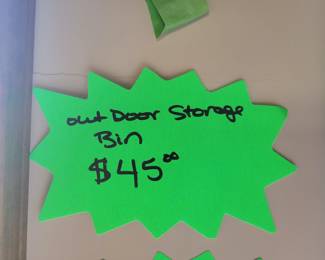 out Door Storage
Bin
$45⁰⁰